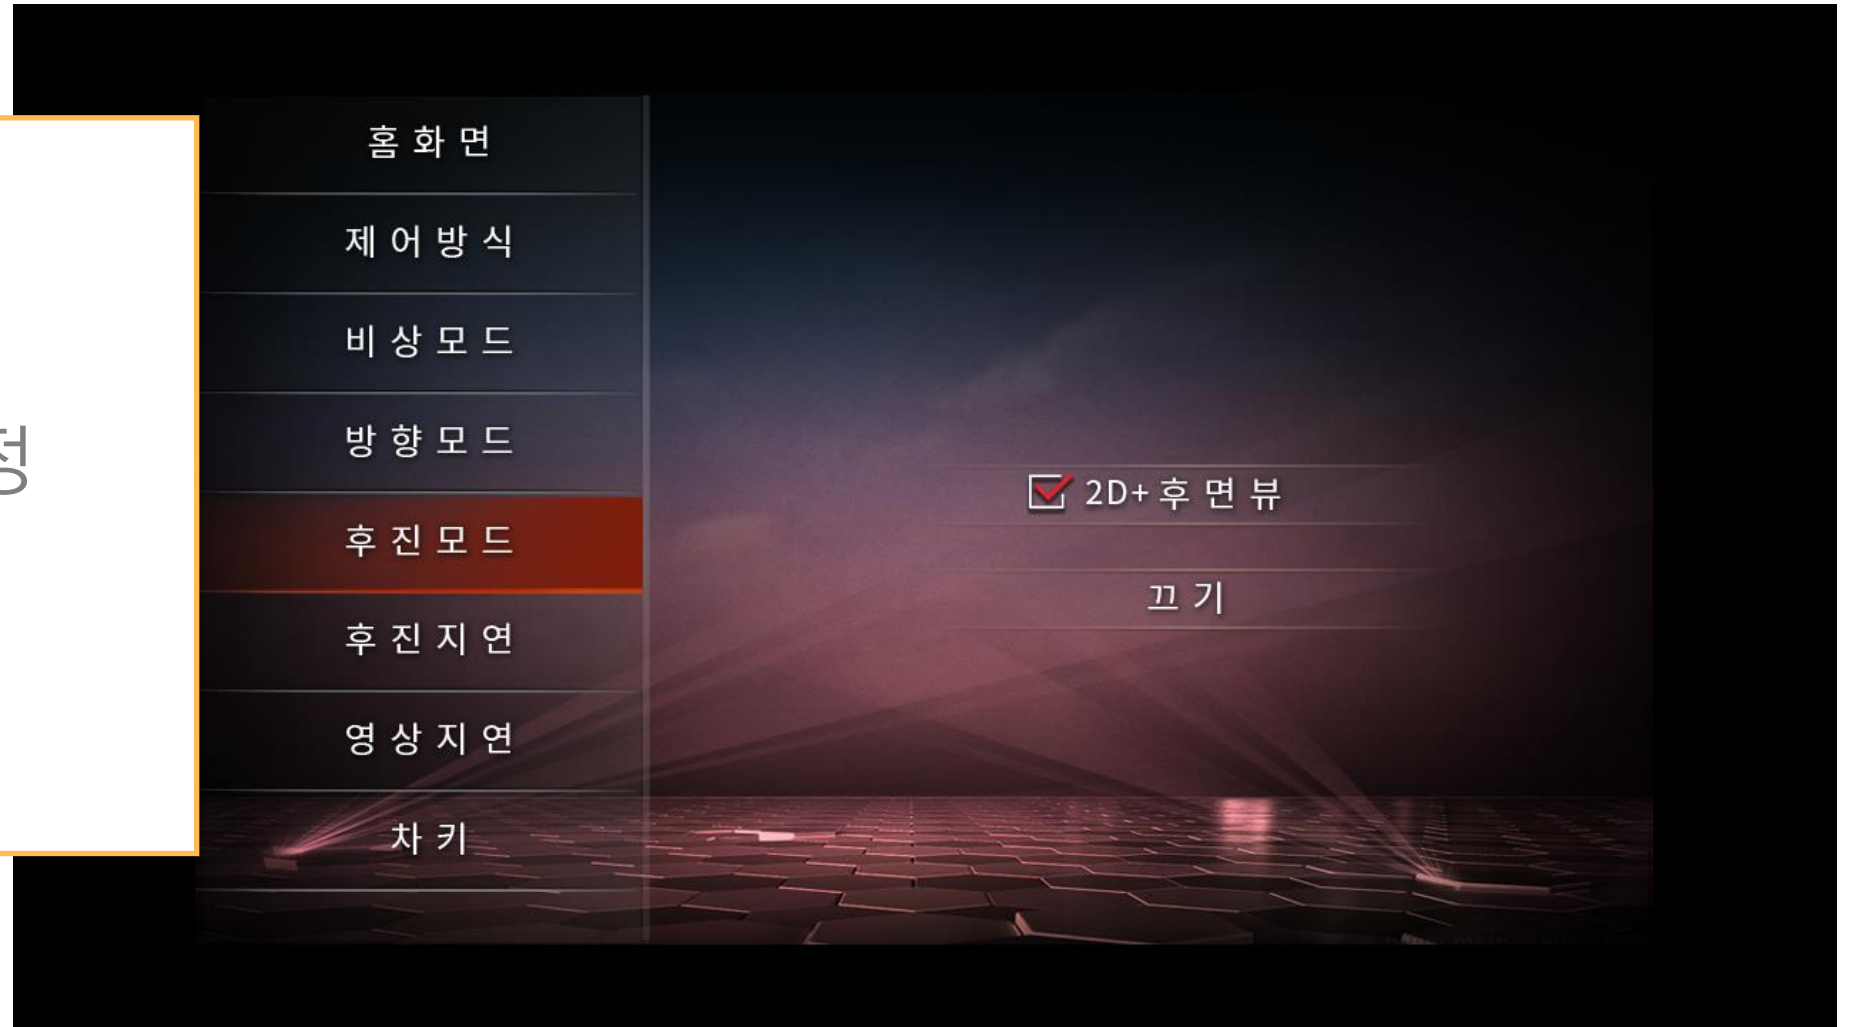 홈화면
제어방식
비상모드
방향모드
후진모드
후진지연
영상지연
차키
2D+후면뷰
끄기